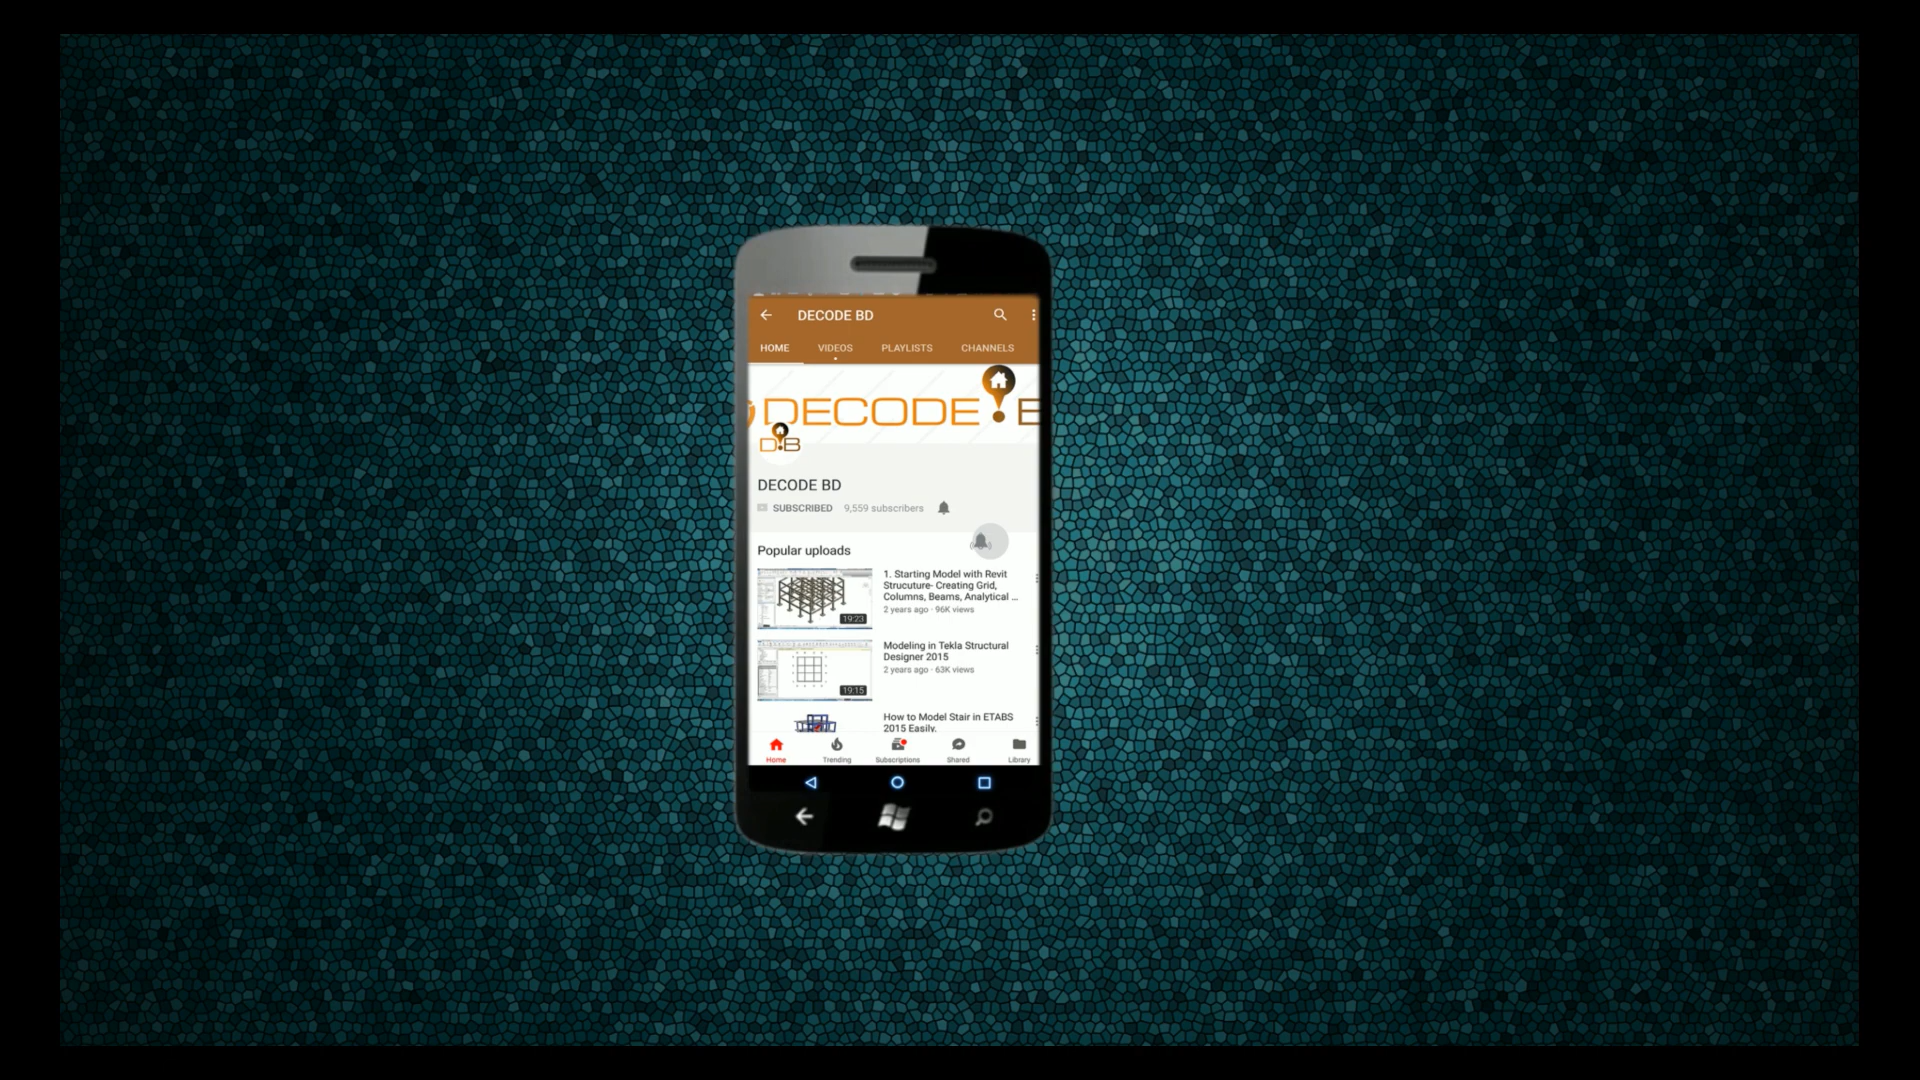 DECODE BD
HOME VIDEOS PLAYLISTS CHANNELS
DECODE
D B
DECODE BD
SUBSCRIBED 9,559 subscribers
Popular uploads
1. Starting Model with Revit
Strucuture- Creating Grid,
Columns, Beams, Analytical ...
2 years ago · 96K views
19:23
Modeling in Tekla Structural
Designer 2015
2 years ago · 63K views
19:15
How to Model Stair in ETABS
2015 Easily.
Home Trending Subscriptions Shared Library